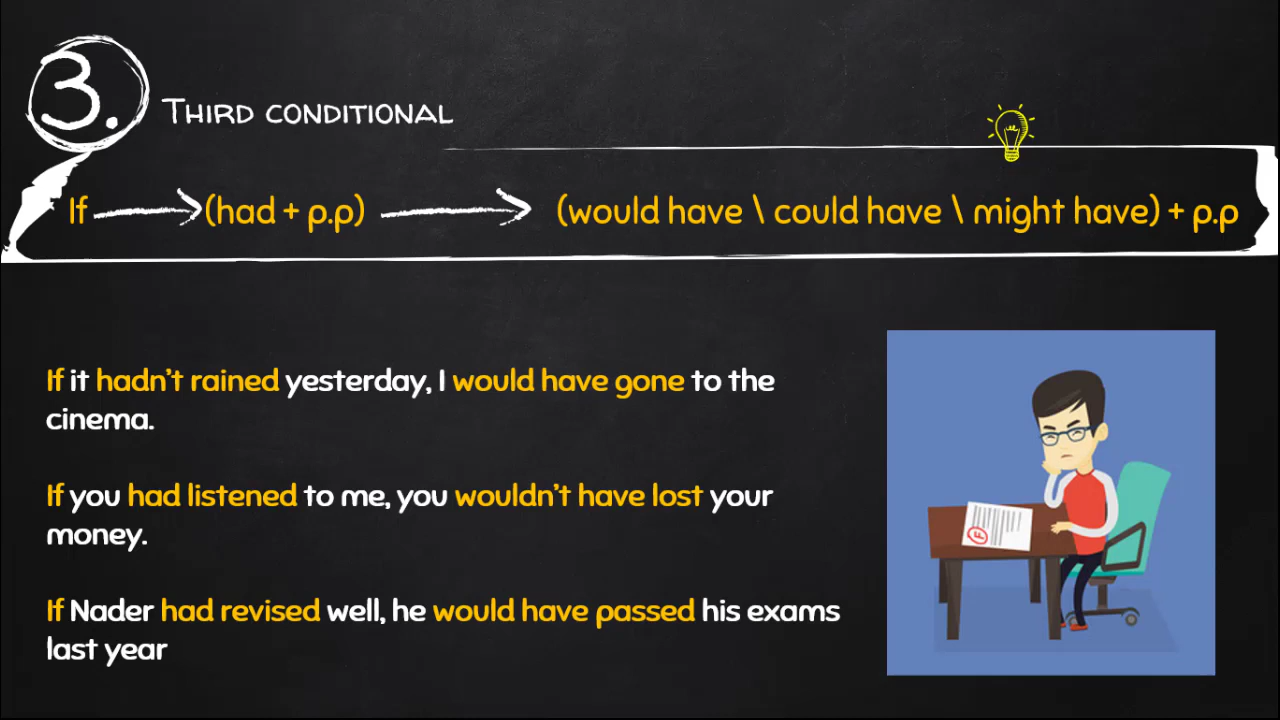 3.
Third conditional
If (had + p.p) (would have \ could have \ might have) + p.p
If it hadn't rained yesterday, I would have gone to the
cinema.
If you had listened to me, you wouldn't have lost your
money.
If Nader had revised well, he would have passed his exams
last year
F